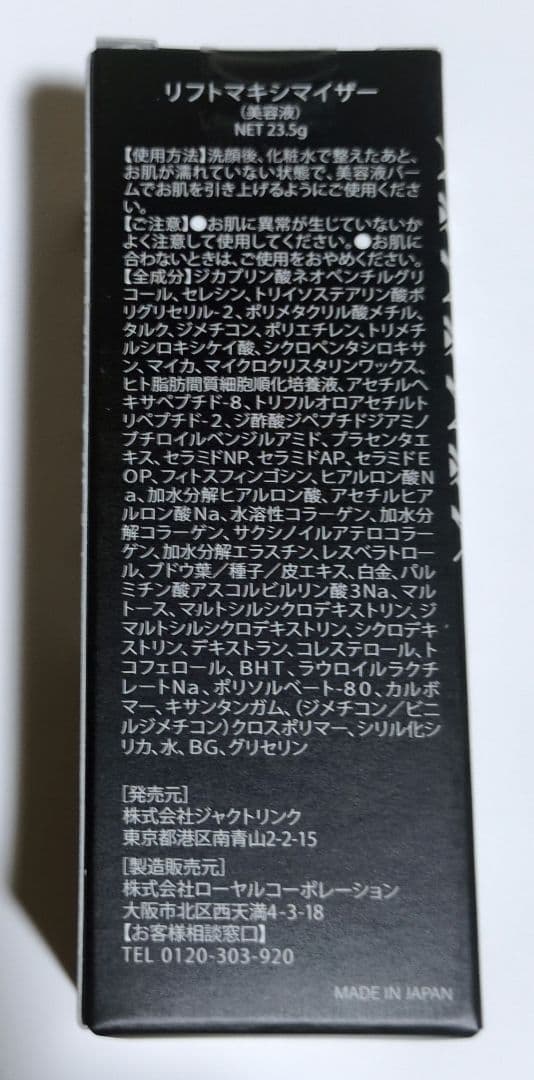 リフトマキシマイザー
(美容液)
NET 23.5g
【使用方法】洗顔後、化粧水で整えたあと、
お肌が濡れていない状態で、美容液バー
ムでお肌を引き上げるようにご使用くださ
い。
【ご注意】●お肌に異常が生じていないか
よく注意して使用してください。●お肌に
合わないときは、ご使用をおやめください。
【全成分】ジカプリン酸ネオペンチルグリ
コール、セレシン、トリイソステアリン酸ポ
リグリセリル-2、ポリメタクリル酸メチル、
タルク、ジメチコン、ポリエチレン、トリメチ
ルシロキシケイ酸、シクロペンタシロキサ
ン、マイカ、マイクロクリスタリンワックス、
ヒト脂肪間質細胞順化培養液、アセチルヘ
キサペプチド-8、トリフルオロアセチルト
リペプチド-2、ジ酢酸ジペプチドジアミノ
ブチロイルベンジルアミド、プラセンタエ
キス、セラミドNP、セラミドAP、セラミドE
OP、フィトスフィンゴシン、ヒアルロン酸N
a、加水分解ヒアルロン酸、アセチルヒア
ルロン酸Na、水溶性コラーゲン、加水分
解コラーゲン、サクシノイルアテロコラー
ゲン、加水分解エラスチン、レスベラトロー
ル、ブドウ葉／種子／皮エキス、白金、パル
ミチン酸アスコルビルリン酸3Na、マル
トース、マルトシルシクロデキストリン、ジ
マルトシルシクロデキストリン、シクロデキ
ストリン、デキストラン、コレステロール、ト
コフェロール、BHT、ラウロイルラクチ
レートNa、ポリソルベート-80、カルボ
マー、キサンタンガム、(ジメチコン／ビニ
ルジメチコン)クロスポリマー、シリル化シ
リカ、水、BG、グリセリン
[発売元]
株式会社ジャクトリンク
東京都港区南青山2-2-15
[製造販売元]
株式会社ローヤルコーポレーション
大阪市北区西天満4-3-18
【お客様相談窓口】
TEL 0120-303-920
MADE IN JAPAN